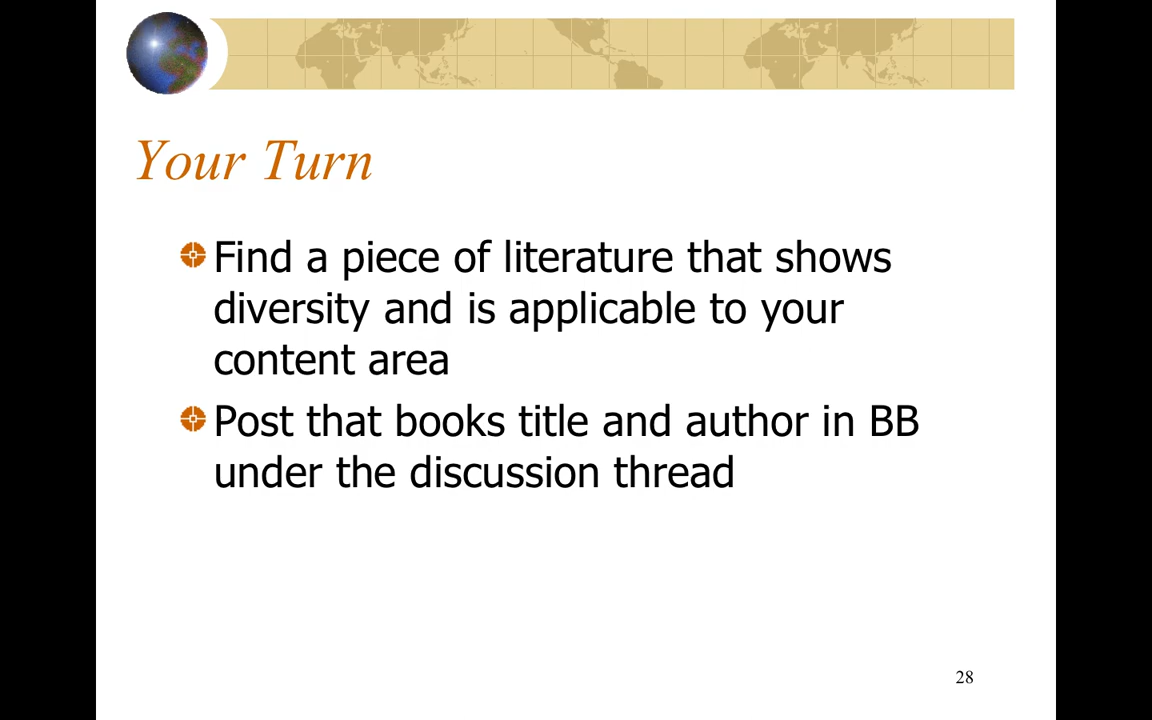 Your Turn
Find a piece of literature that shows
diversity and is applicable to your
content area
Post that books title and author in BB
under the discussion thread
28